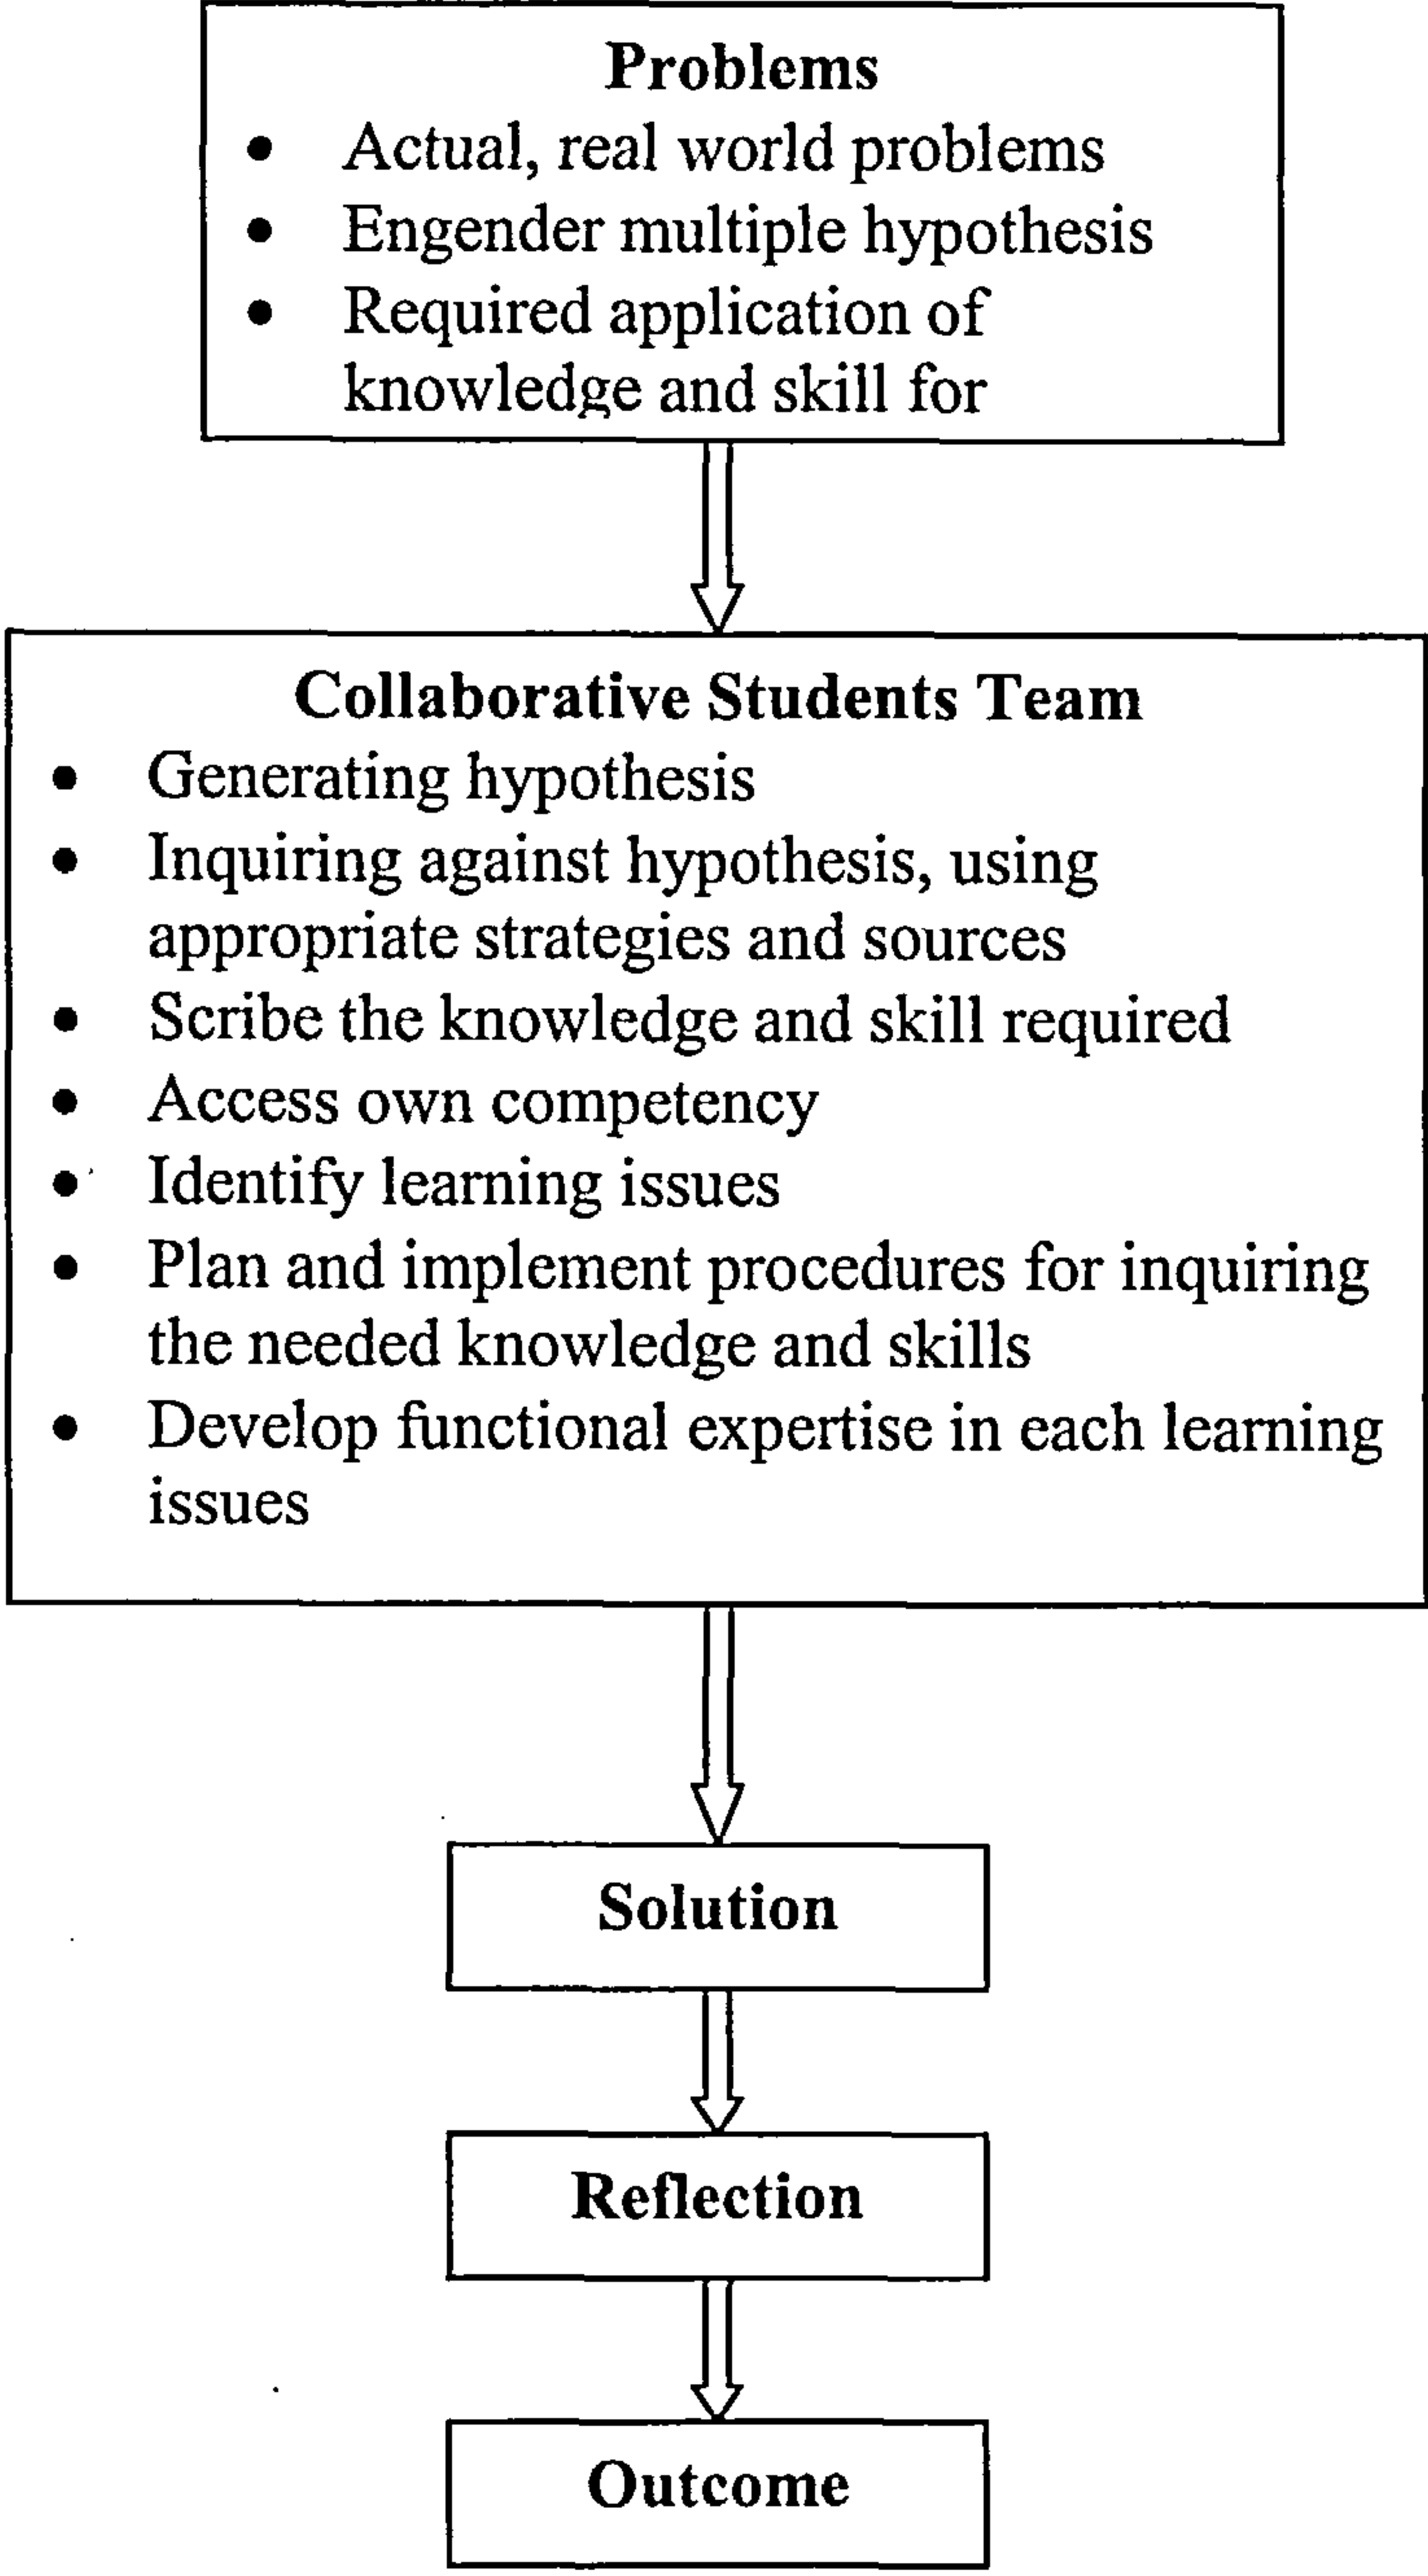 Problems
• Actual, real world problems
• Engender multiple hypothesis
• Required application of
knowledge and skill for
Collaborative Students Team
• Generating hypothesis
• Inquiring against hypothesis, using
appropriate strategies and sources
• Scribe the knowledge and skill required
• Access own competency
• Identify learning issues
• Plan and implement procedures for inquiring
the needed knowledge and skills
• Develop functional expertise in each learning
issues
Solution
Reflection
Outcome